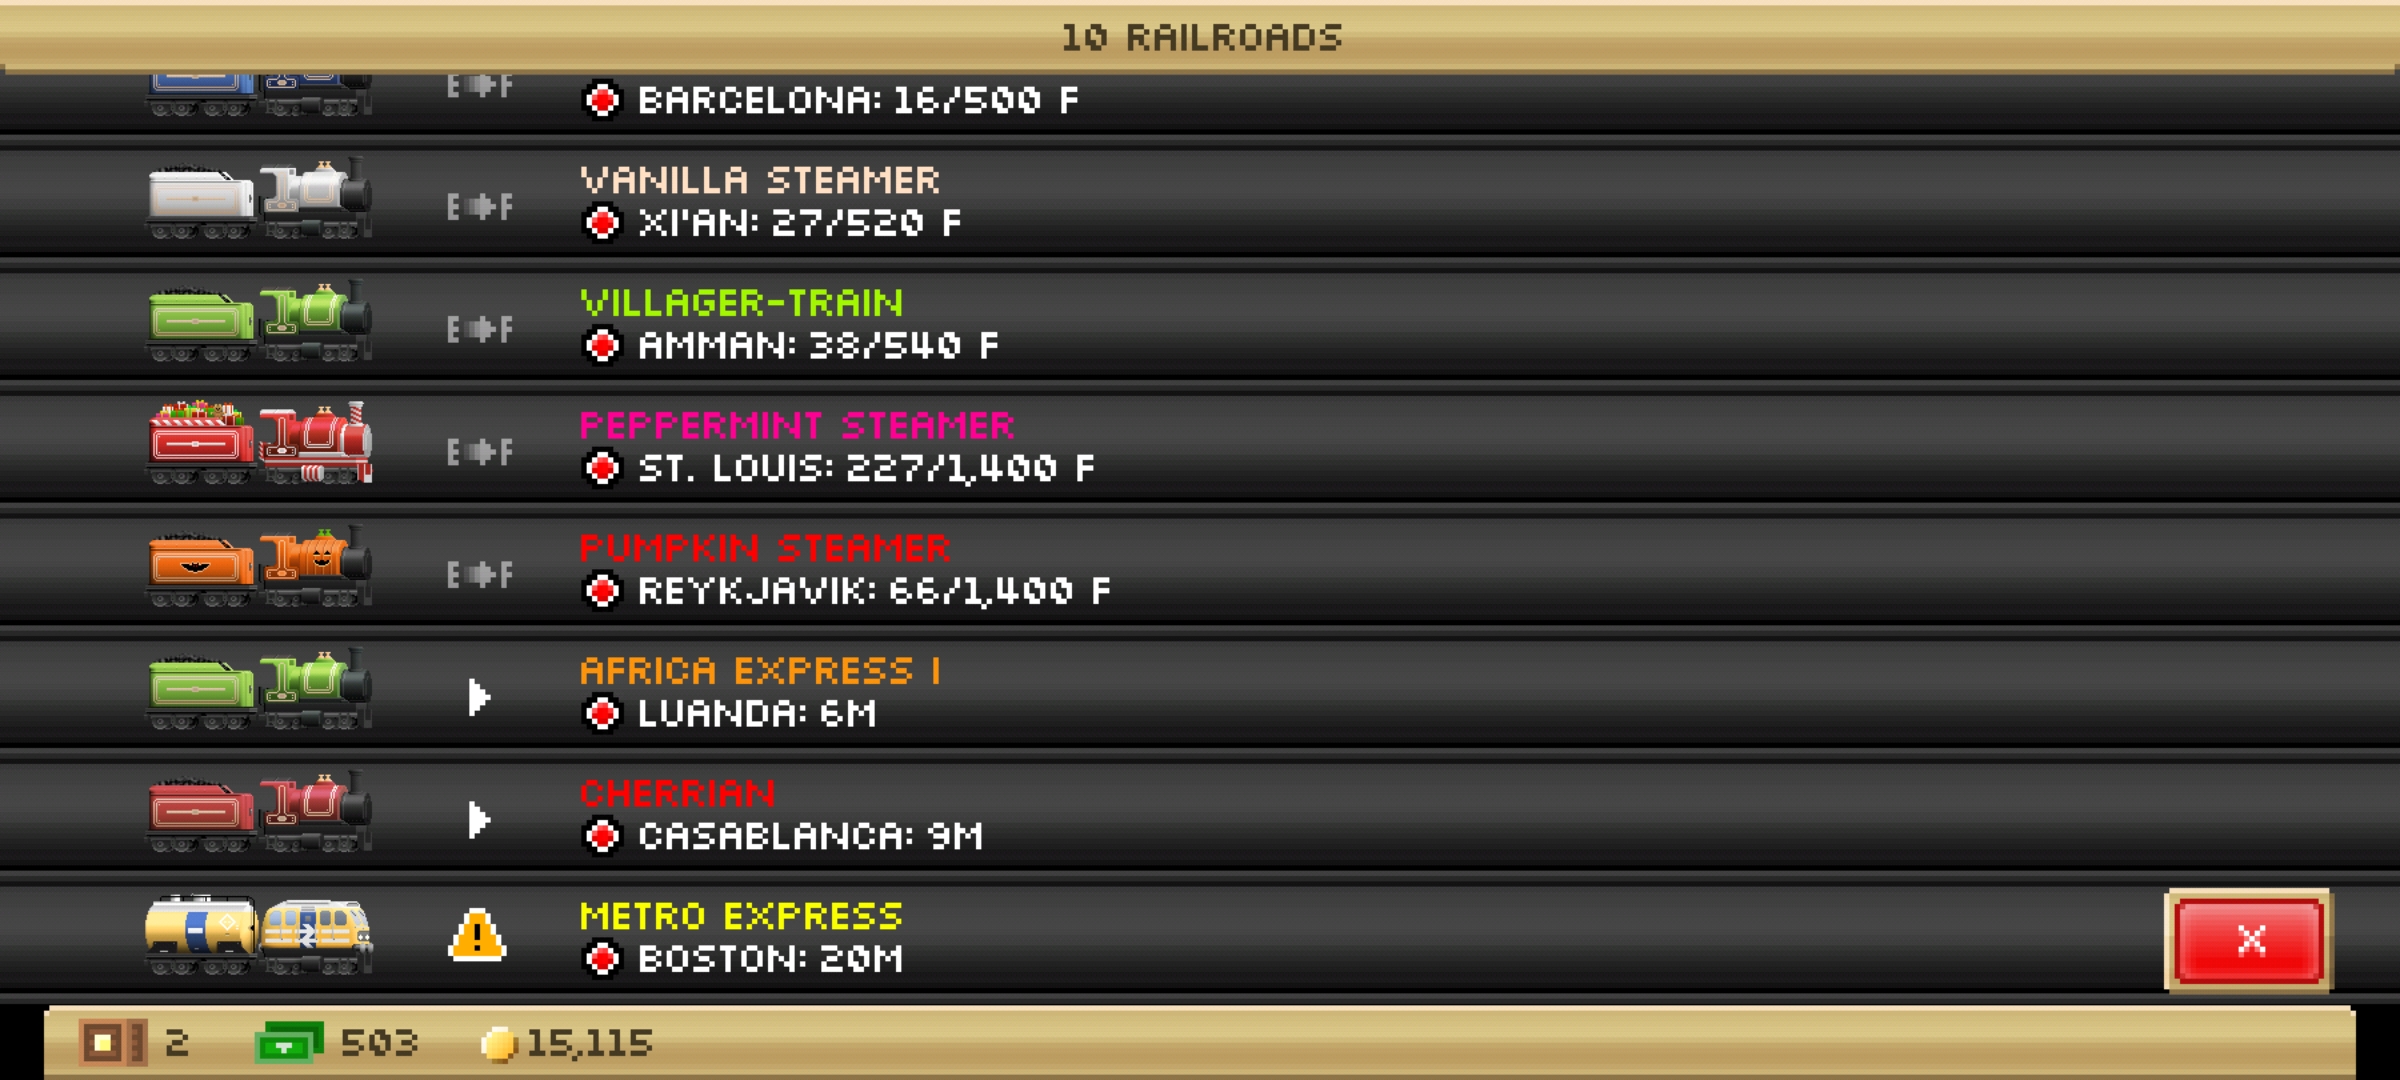 10 RAILROADS
E F
BARCELONA: 16/500 F
VANILLA STEAMER
E F
XI'AN: 27/520 F
VILLAGER-TRAIN
E F
AMMAN: 38/540 F
PEPPERMINT STEAMER
E F
ST. LOUIS: 227/1,400 F
PUMPKIN STEAMER
E F
REYKJAVIK: 66/1,400 F
AFRICA EXPRESS I
LUANDA: 6M
CHERRIAN
CASABLANCA: 9M
METRO EXPRESS
BOSTON: 20M
X
2 503 15,115